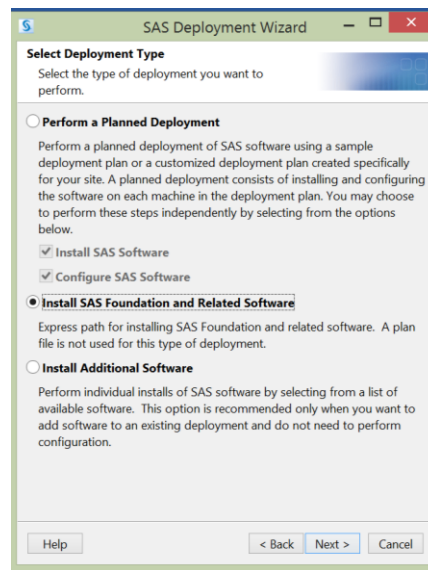 SAS Deployment Wizard
Select Deployment Type
Select the type of deployment you want to
perform.
Perform a Planned Deployment
Perform a planned deployment of SAS software using a sample
deployment plan or a customized deployment plan created specifically
for your site. A planned deployment consists of installing and configuring
the software on each machine in the deployment plan. You may choose
to perform these steps independently by selecting from the options
below.
Install SAS Software
Configure SAS Software
Install SAS Foundation and Related Software
Express path for installing SAS Foundation and related software. A plan
file is not used for this type of deployment.
Install Additional Software
Perform individual installs of SAS software by selecting from a list of
available software. This option is recommended only when you want to
add software to an existing deployment and do not need to perform
configuration.
Help < Back Next > Cancel